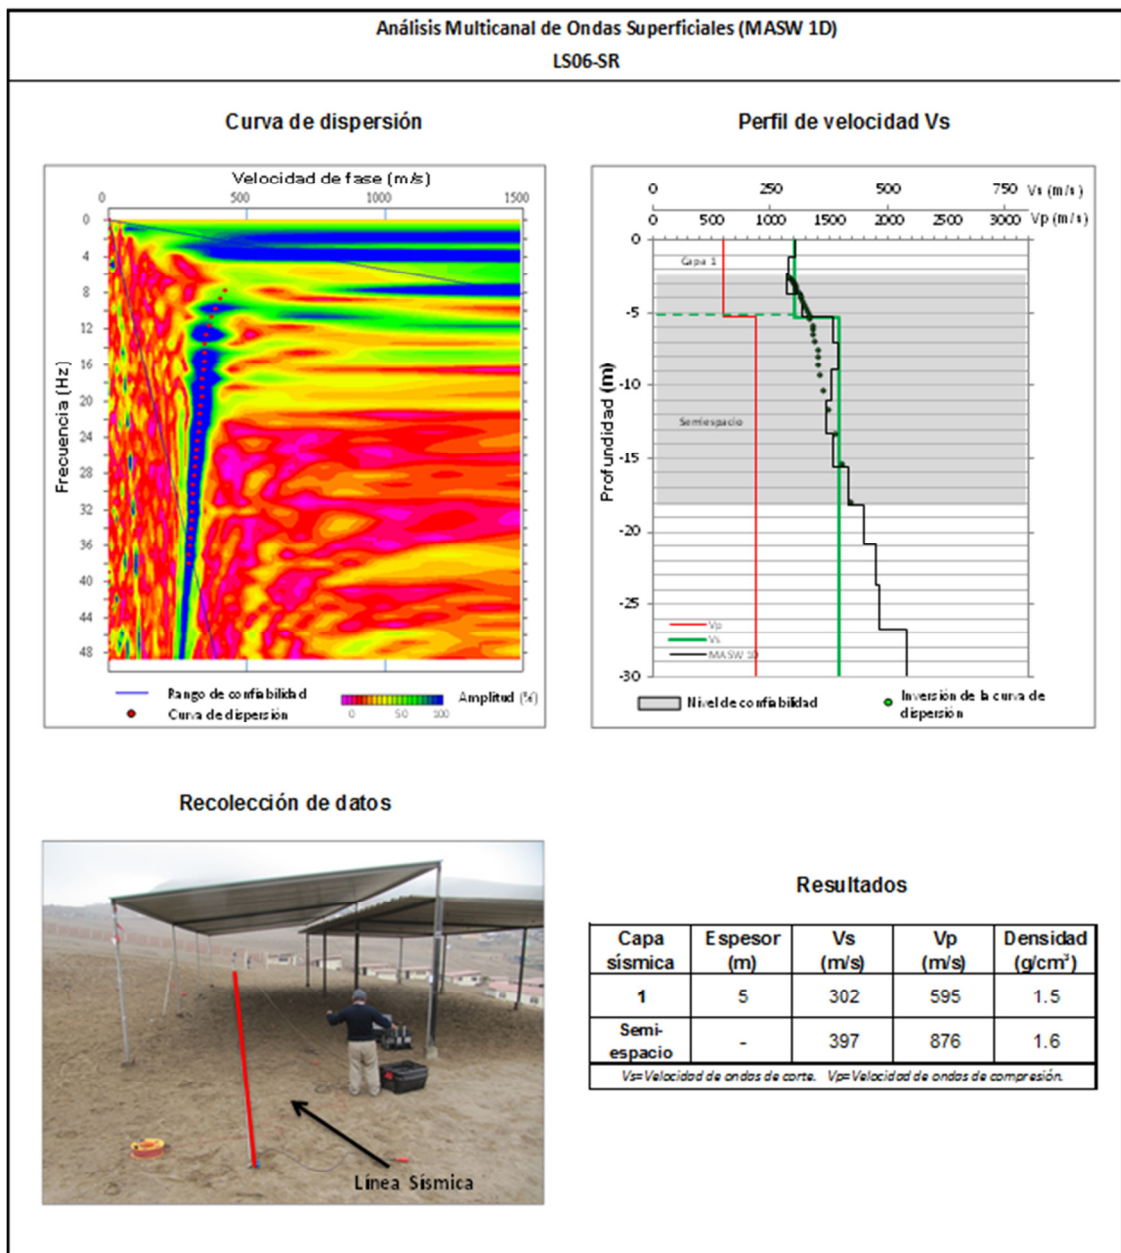 Análisis Multicanal de Ondas Superficiales (MASW 1D)
LS06-SR
Curva de dispersión
Velocidad de fase (m/s)
0 500 1000 1500
Frecuencia (Hz)
0
4
8
12
16
20
24
28
32
36
40
44
48
Rango de confiabilidad
Curva de dispersión
Amplitud (%)
0 50 100
Perfil de velocidad Vs
0 250 500 750 Vs (m/s)
0 500 1000 1500 2000 2500 3000 Vp (m/s)
Profundidad (m)
0
-5
-10
-15
-20
-25
-30
Capa 1
Semiespacio
Vp
Vs
MASW 1D
Nivel de confiabilidad
Inversión de la curva de
dispersión
Recolección de datos
Línea Sísmica
Resultados
Capa sísmica Espesor (m) Vs (m/s) Vp (m/s) Densidad (g/cm³)
1 5 302 595 1.5
Semi-espacio - 397 876 1.6
Vs=Velocidad de ondas de corte. Vp=Velocidad de ondas de compresión.